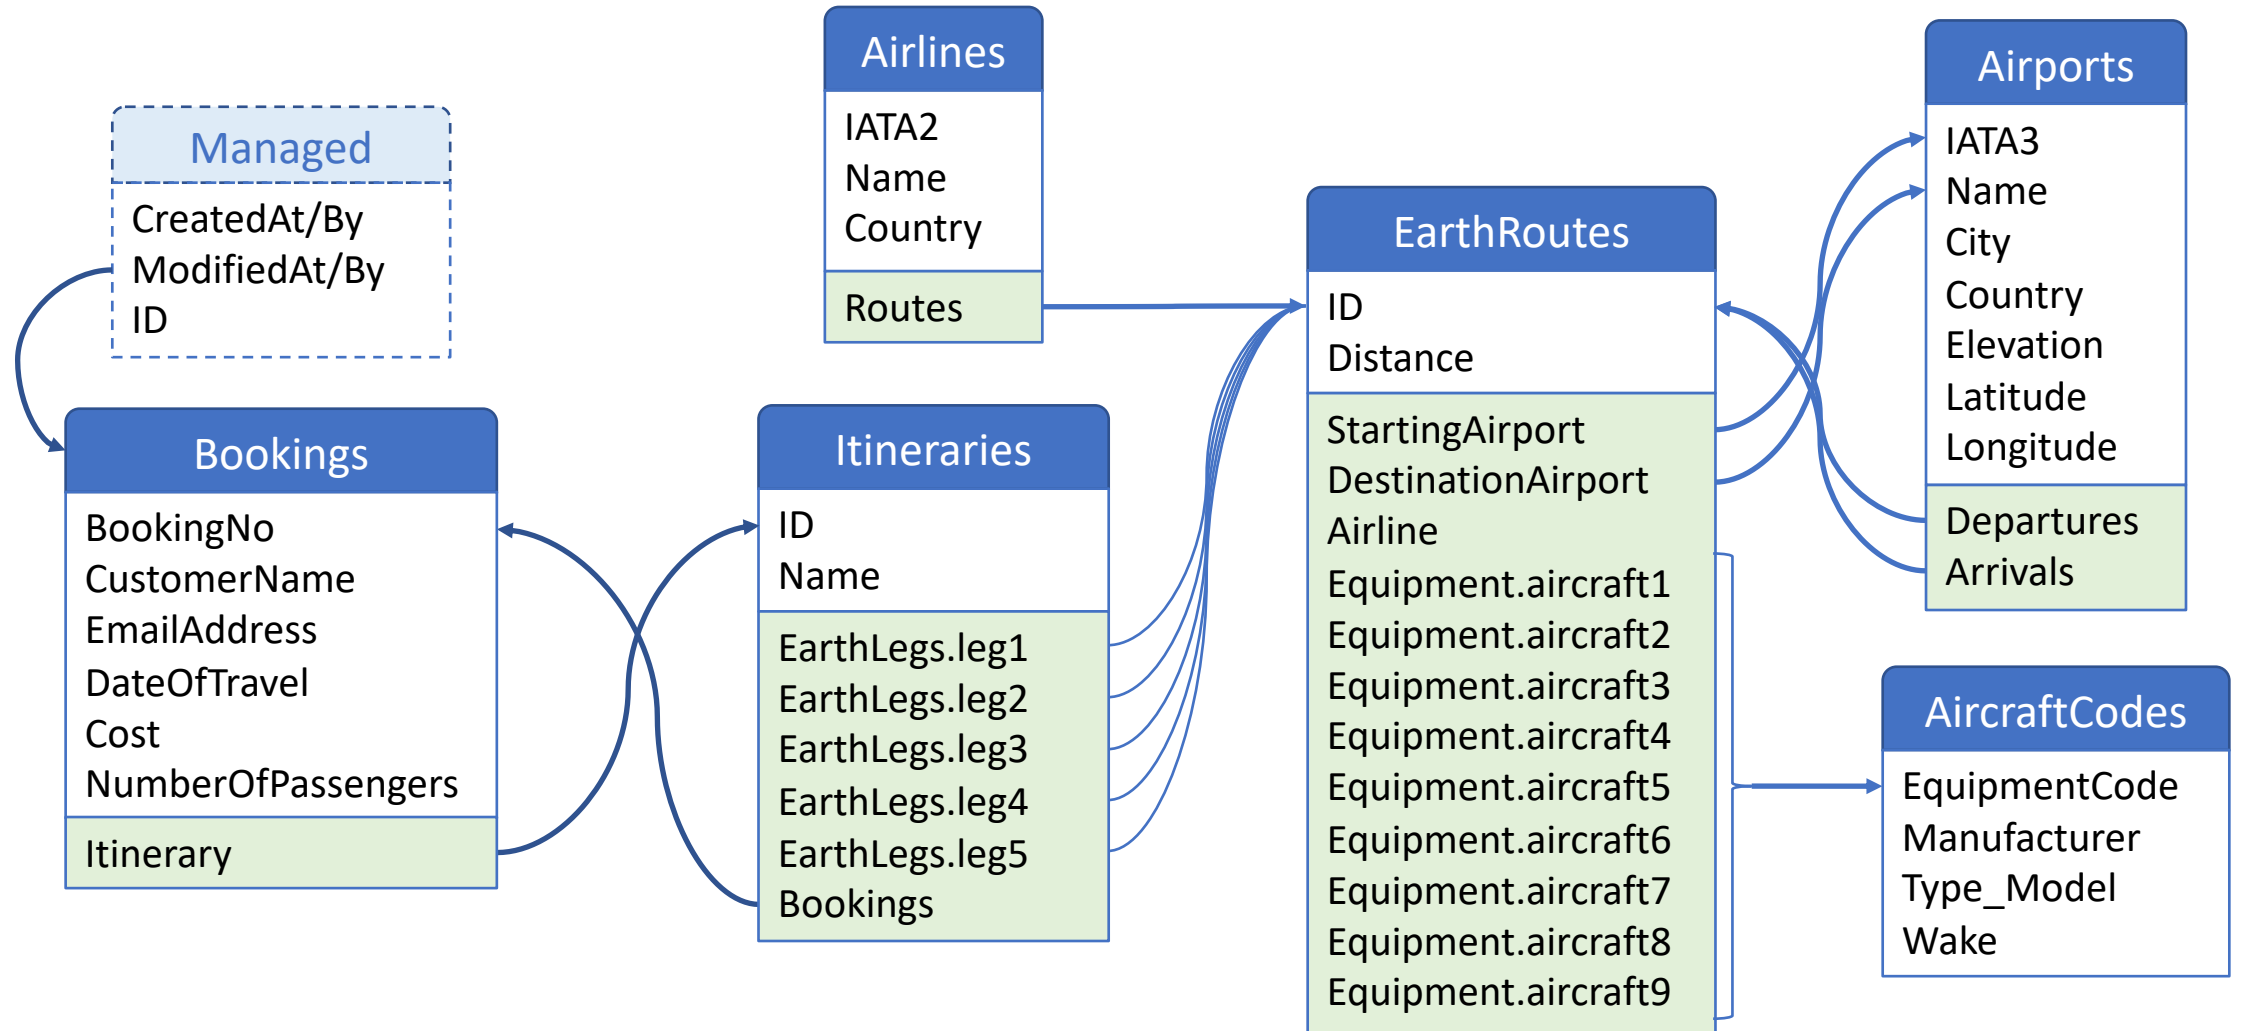 Managed
CreatedAt/By
ModifiedAt/By
ID
Bookings
BookingNo
CustomerName
EmailAddress
DateOfTravel
Cost
NumberOfPassengers
Itinerary
Airlines
IATA2
Name
Country
Routes
Itineraries
ID
Name
EarthLegs.leg1
EarthLegs.leg2
EarthLegs.leg3
EarthLegs.leg4
EarthLegs.leg5
Bookings
EarthRoutes
ID
Distance
StartingAirport
DestinationAirport
Airline
Equipment.aircraft1
Equipment.aircraft2
Equipment.aircraft3
Equipment.aircraft4
Equipment.aircraft5
Equipment.aircraft6
Equipment.aircraft7
Equipment.aircraft8
Equipment.aircraft9
Airports
IATA3
Name
City
Country
Elevation
Latitude
Longitude
Departures
Arrivals
AircraftCodes
EquipmentCode
Manufacturer
Type_Model
Wake